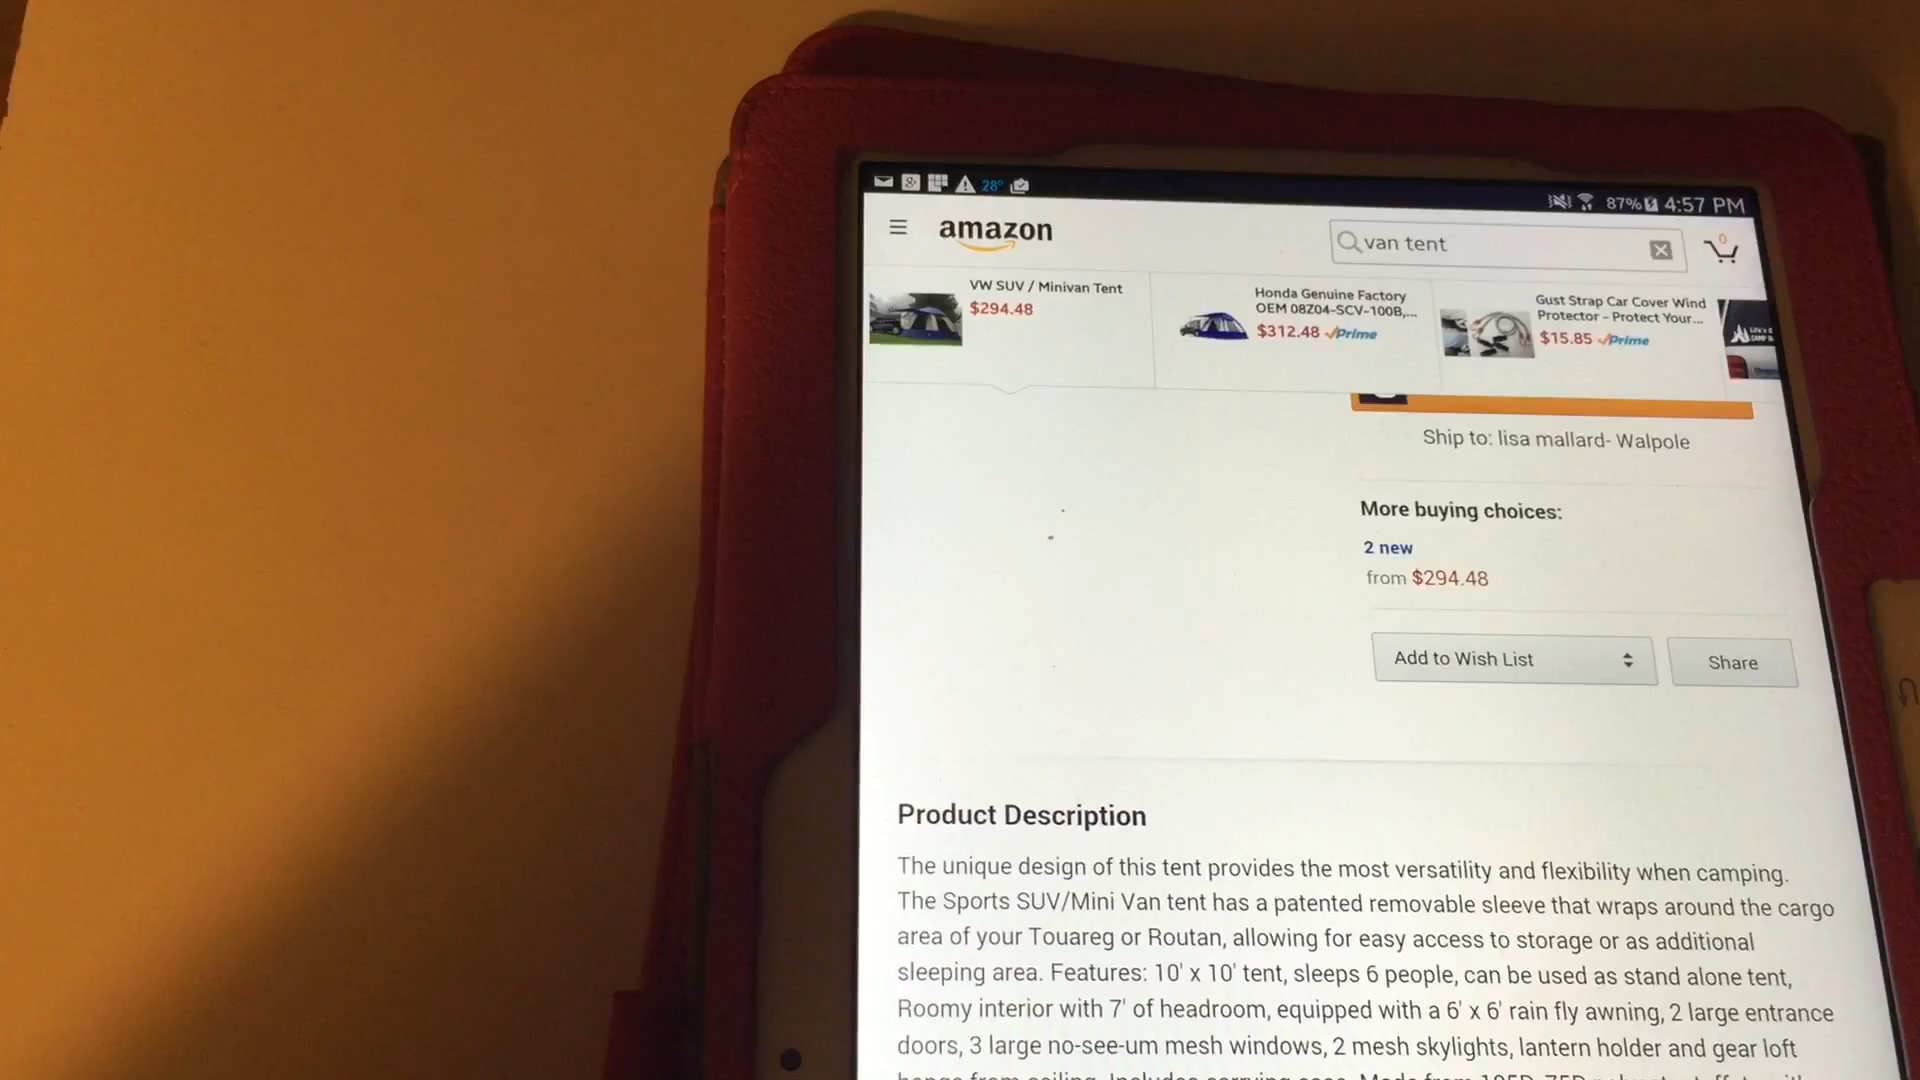 28°
87% 4:57 PM
amazon
van tent
0
VW SUV / Minivan Tent
$294.48
Honda Genuine Factory
OEM 08Z04-SCV-100B,...
$312.48 Prime
Gust Strap Car Cover Wind
Protector - Protect Your...
$15.85 Prime
Ship to: lisa mallard- Walpole
More buying choices:
2 new
from $294.48
Add to Wish List
Share
Product Description
The unique design of this tent provides the most versatility and flexibility when camping.
The Sports SUV/Mini Van tent has a patented removable sleeve that wraps around the cargo
area of your Touareg or Routan, allowing for easy access to storage or as additional
sleeping area. Features: 10' x 10' tent, sleeps 6 people, can be used as stand alone tent,
Roomy interior with 7' of headroom, equipped with a 6' x 6' rain fly awning, 2 large entrance
doors, 3 large no-see-um mesh windows, 2 mesh skylights, lantern holder and gear loft